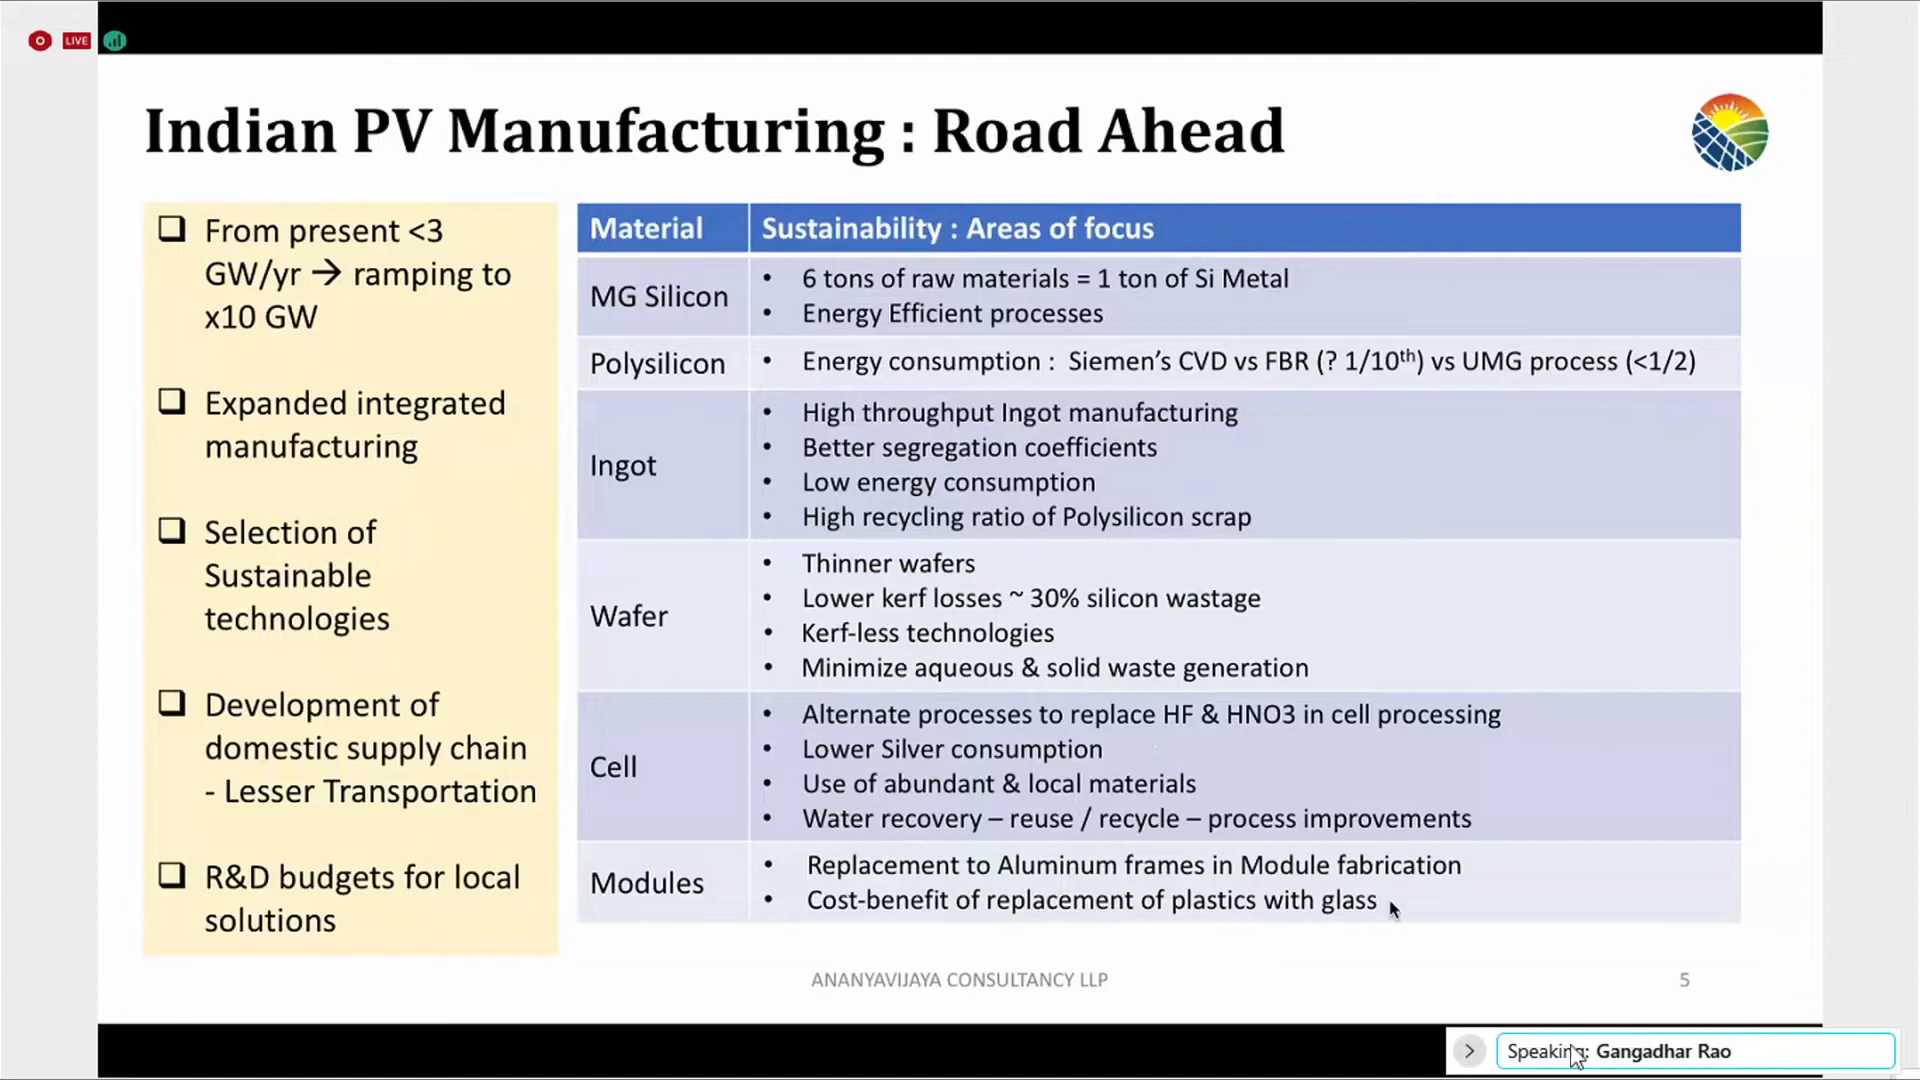 LIVE
Indian PV Manufacturing : Road Ahead
❑ From present <3
GW/yr → ramping to
x10 GW
❑ Expanded integrated
manufacturing
❑ Selection of
Sustainable
technologies
❑ Development of
domestic supply chain
- Lesser Transportation
❑ R&D budgets for local
solutions
Material Sustainability : Areas of focus
MG Silicon
• 6 tons of raw materials = 1 ton of Si Metal
• Energy Efficient processes
Polysilicon
• Energy consumption : Siemen’s CVD vs FBR (? 1/10th) vs UMG process (<1/2)
Ingot
• High throughput Ingot manufacturing
• Better segregation coefficients
• Low energy consumption
• High recycling ratio of Polysilicon scrap
Wafer
• Thinner wafers
• Lower kerf losses ~ 30% silicon wastage
• Kerf-less technologies
• Minimize aqueous & solid waste generation
Cell
• Alternate processes to replace HF & HNO3 in cell processing
• Lower Silver consumption
• Use of abundant & local materials
• Water recovery – reuse / recycle – process improvements
Modules
• Replacement to Aluminum frames in Module fabrication
• Cost-benefit of replacement of plastics with glass
ANANYAVIJAYA CONSULTANCY LLP
5
Speaking: Gangadhar Rao